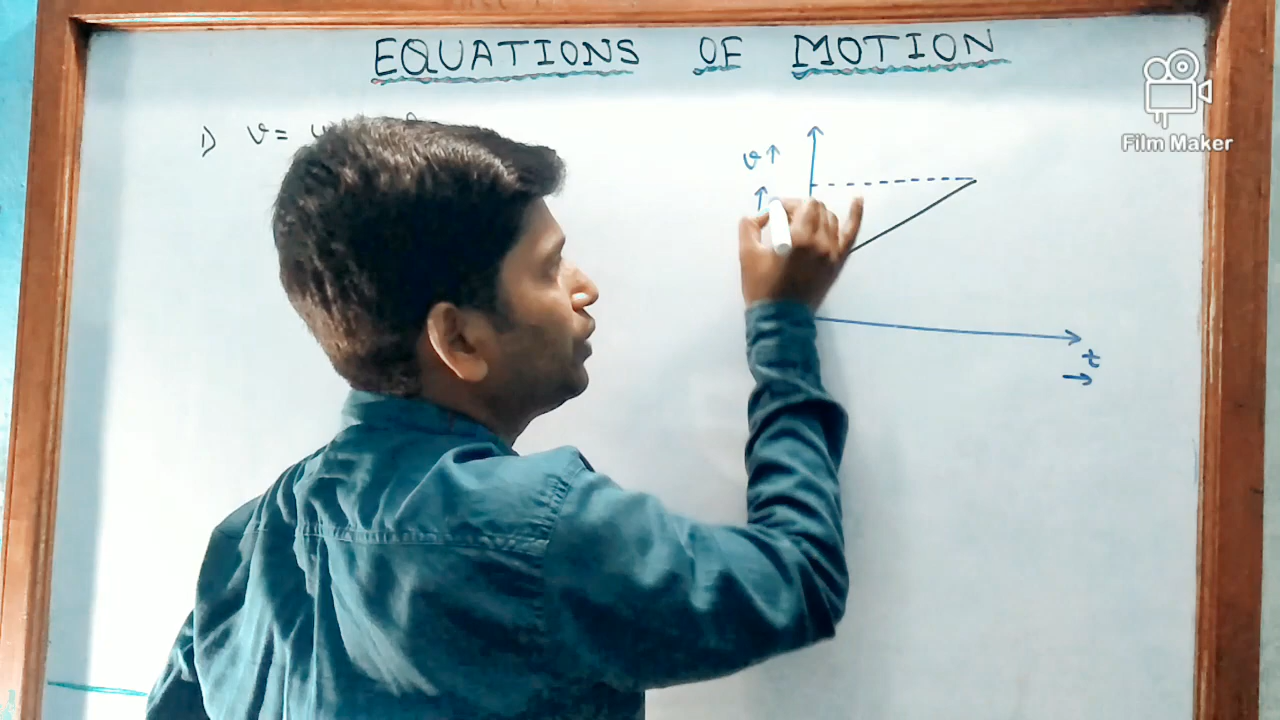 EQUATIONS OF MOTION
1) v = u
v ↑
t
→
Film Maker